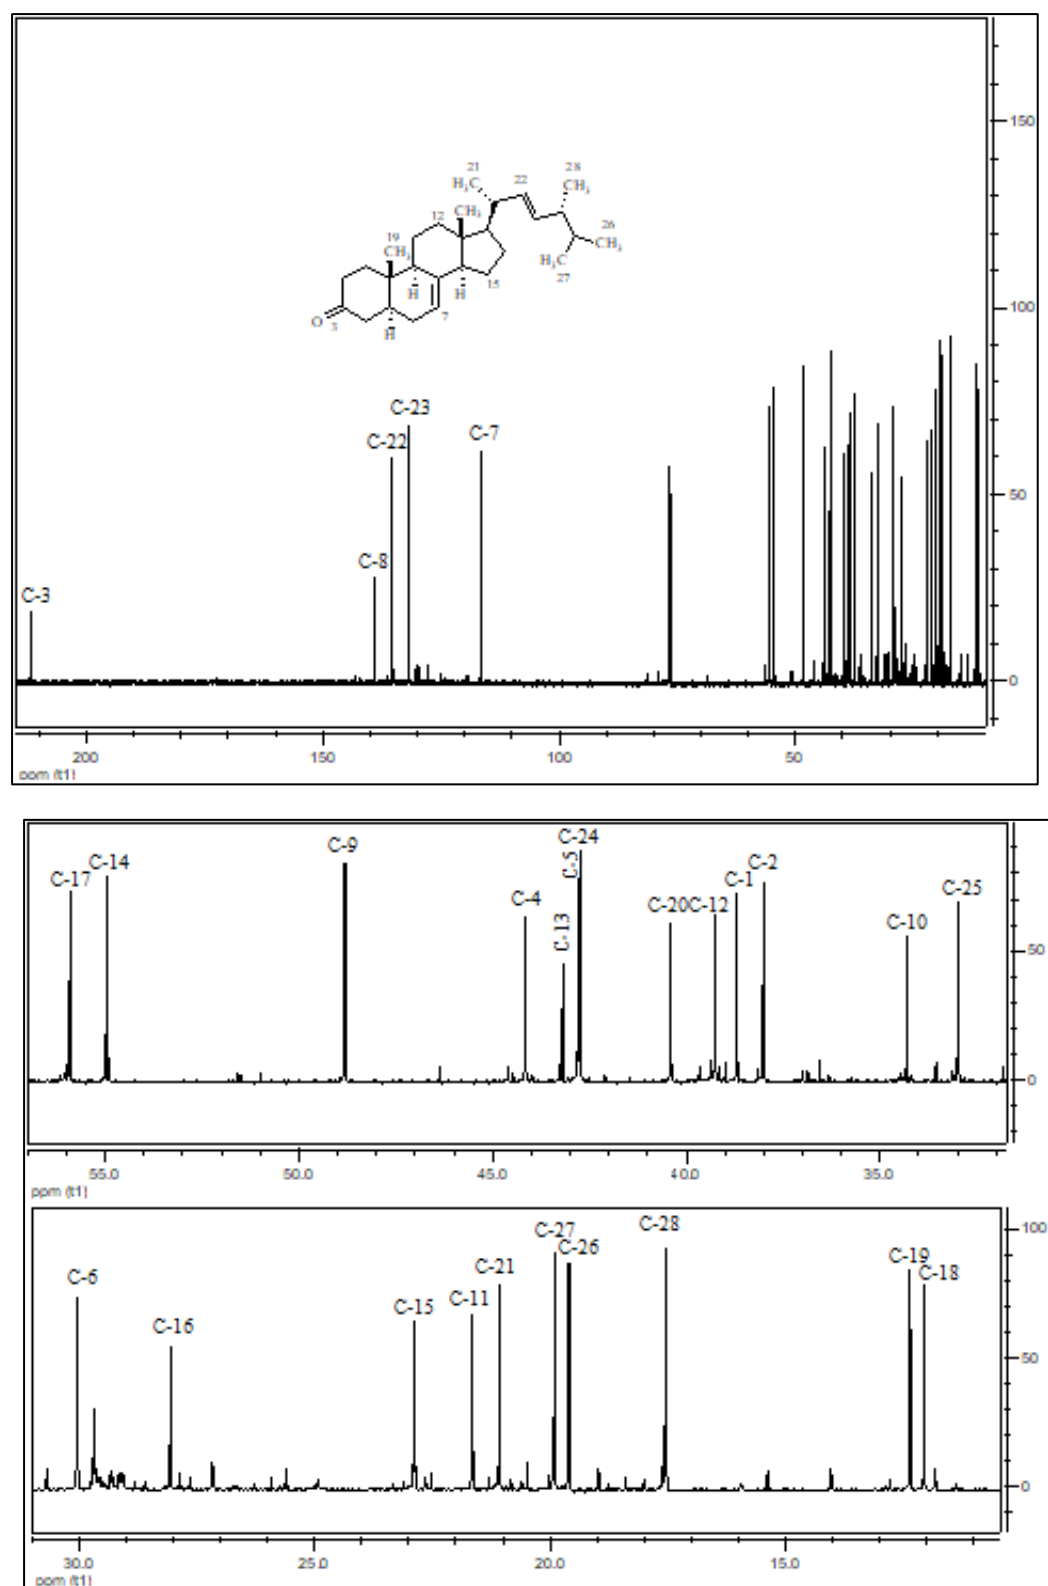 150
21
28
H₃C
22
CH₃
12
CH₃
26
19
CH₃
CH₃
H₃C
27
15
H
H
O
3
7
H
100
C-23
C-22
C-7
50
C-8
C-3
0
200
150
100
50
ppm (t1)
C-24
C-9
C-5
C-14
C-2
C-17
C-1
C-25
C-4
C-20
C-12
C-13
C-10
50
0
55.0
50.0
45.0
40.0
35.0
ppm (t1)
C-28
100
C-27
C-26
C-19
C-21
C-18
C-6
C-11
C-15
C-16
50
0
30.0
25.0
20.0
15.0
ppm (t1)